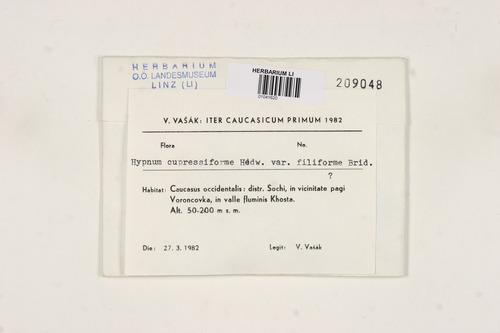 HERBARIUM
O.Ö. LANDESMUSEUM
LINZ (LI)
HERBARIUM LI
209048
V. VAŠÁK: ITER CAUCASICUM PRIMUM 1982
Flora No.
Hypnum cupressiforme Hedw. var. filiforme Brid.
?
Habitat: Caucasus occidentalis: distr. Sochi, in vicinitate pagi
Voroncovka, in valle fluminis Khosta.
Alt. 50-200 m s. m.
Die: 27. 3. 1982 Legit: V. Vašák